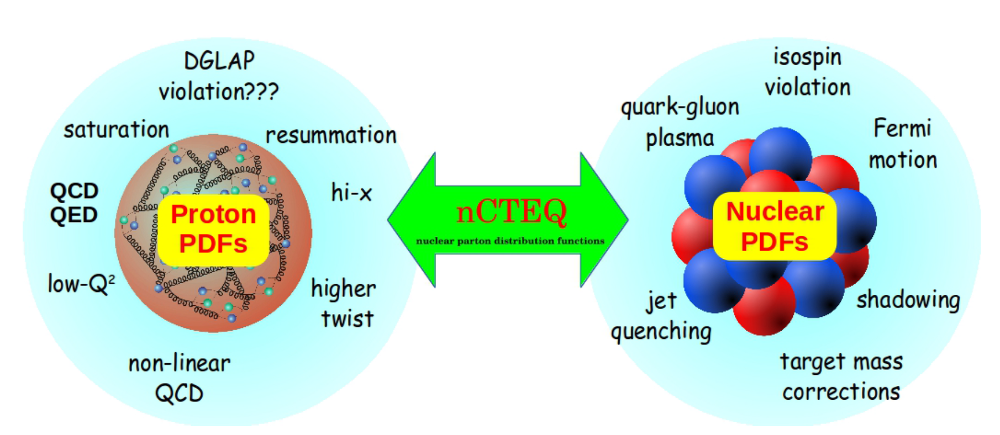 DGLAP
violation???
saturation
resummation
QCD
QED
hi-x
Proton
PDFs
low-Q²
higher
twist
non-linear
QCD
nCTEQ
nuclear parton distribution functions
isospin
violation
quark-gluon
plasma
Fermi
motion
Nuclear
PDFs
jet
quenching
shadowing
target mass
corrections